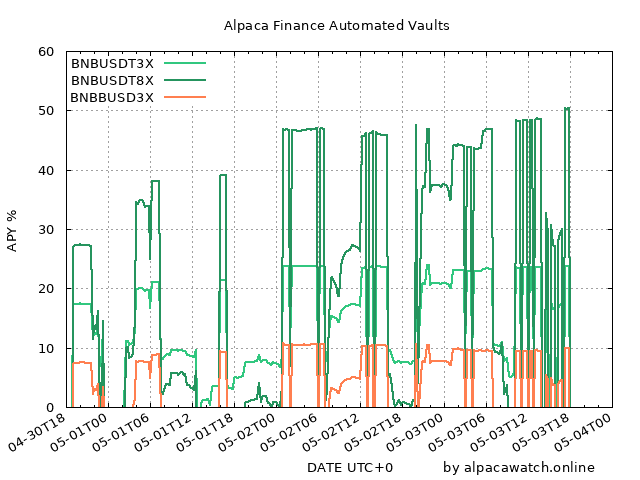 Alpaca Finance Automated Vaults
BNBUSDT3X
BNBUSDT8X
BNBBUSD3X
APY %
60
50
40
30
20
10
0
04-30T18
05-01T00
05-01T06
05-01T12
05-01T18
05-02T00
05-02T06
05-02T12
05-02T18
05-03T00
05-03T06
05-03T12
05-03T18
05-04T00
DATE UTC+0
by alpacawatch.online